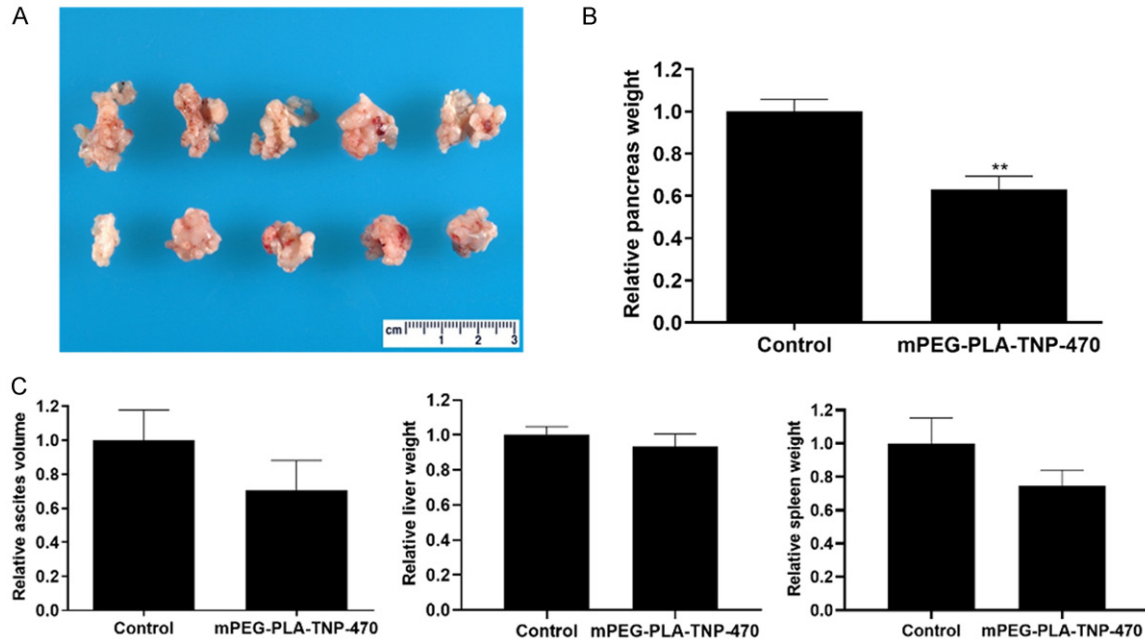 A
cm 1 2 3
B
Relative pancreas weight
1.2
1.0
0.8
0.6
0.4
0.2
0.0
**
Control mPEG-PLA-TNP-470
C
Relative ascites volume
1.2
1.0
0.8
0.6
0.4
0.2
0.0
Control mPEG-PLA-TNP-470
Relative liver weight
1.2
1.0
0.8
0.6
0.4
0.2
0.0
Control mPEG-PLA-TNP-470
Relative spleen weight
1.2
1.0
0.8
0.6
0.4
0.2
0.0
Control mPEG-PLA-TNP-470